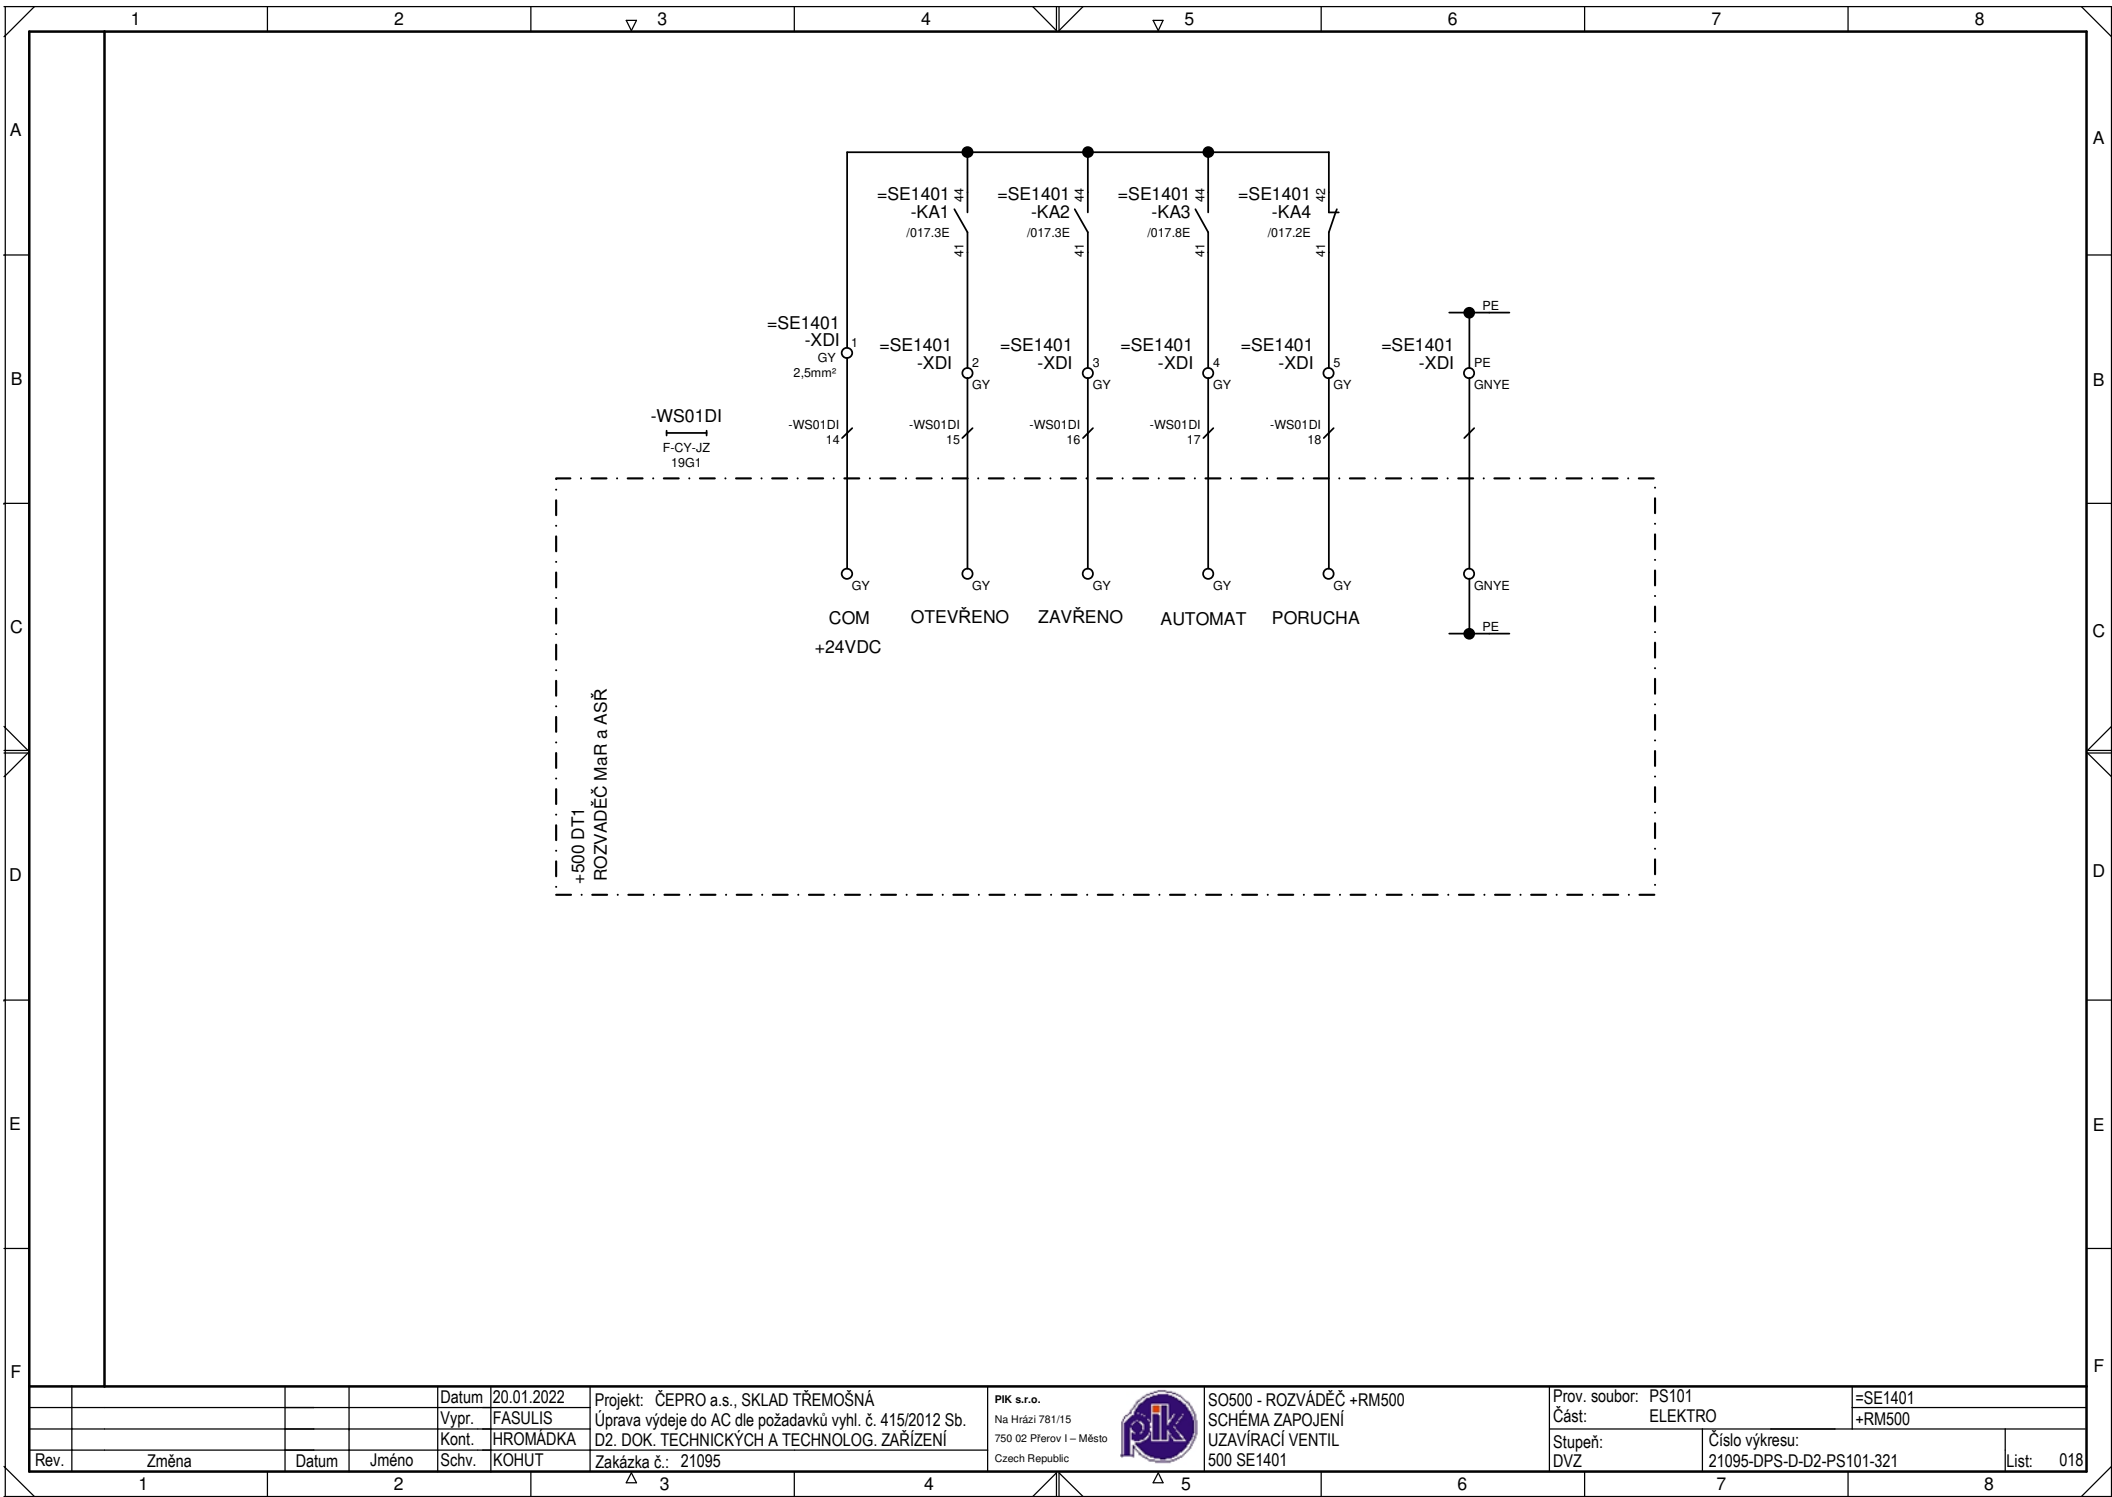 1 2 3 4 5 6 7 8
A A
=SE1401 44 =SE1401 44 =SE1401 44 =SE1401 42
-KA1 -KA2 -KA3 -KA4
/017.3E /017.3E /017.8E /017.2E
41 41 41 41
PE
=SE1401
-XDI 1
GY
2,5mm²
=SE1401 =SE1401 =SE1401 =SE1401 =SE1401
-XDI 2 -XDI 3 -XDI 4 -XDI 5 -XDI PE
GY GY GY GY GNYE
B B
-WS01DI
F-CY-JZ
19G1
-WS01DI -WS01DI -WS01DI -WS01DI -WS01DI
14 15 16 17 18
GY GY GY GY GY GNYE
COM OTEVŘENO ZAVŘENO AUTOMAT PORUCHA
+24VDC
PE
C C
+500 DT1
ROZVADĚČ MaR a ASŘ
D D
E E
F F
Rev. Změna Datum Jméno
Datum 20.01.2022
Vypr. FASULIS
Kont. HROMÁDKA
Schv. KOHUT
Projekt: ČEPRO a.s., SKLAD TŘEMOŠNÁ
Úprava výdeje do AC dle požadavků vyhl. č. 415/2012 Sb.
D2. DOK. TECHNICKÝCH A TECHNOLOG. ZAŘÍZENÍ
Zakázka č.: 21095
PIK s.r.o.
Na Hrázi 781/15
750 02 Přerov I – Město
Czech Republic
pik
SO500 - ROZVÁDĚČ +RM500
SCHÉMA ZAPOJENÍ
UZAVÍRACÍ VENTIL
500 SE1401
Prov. soubor: PS101
Část: ELEKTRO
=SE1401
+RM500
Stupeň:
DVZ
Číslo výkresu:
21095-DPS-D-D2-PS101-321
List: 018
1 2 3 4 5 6 7 8